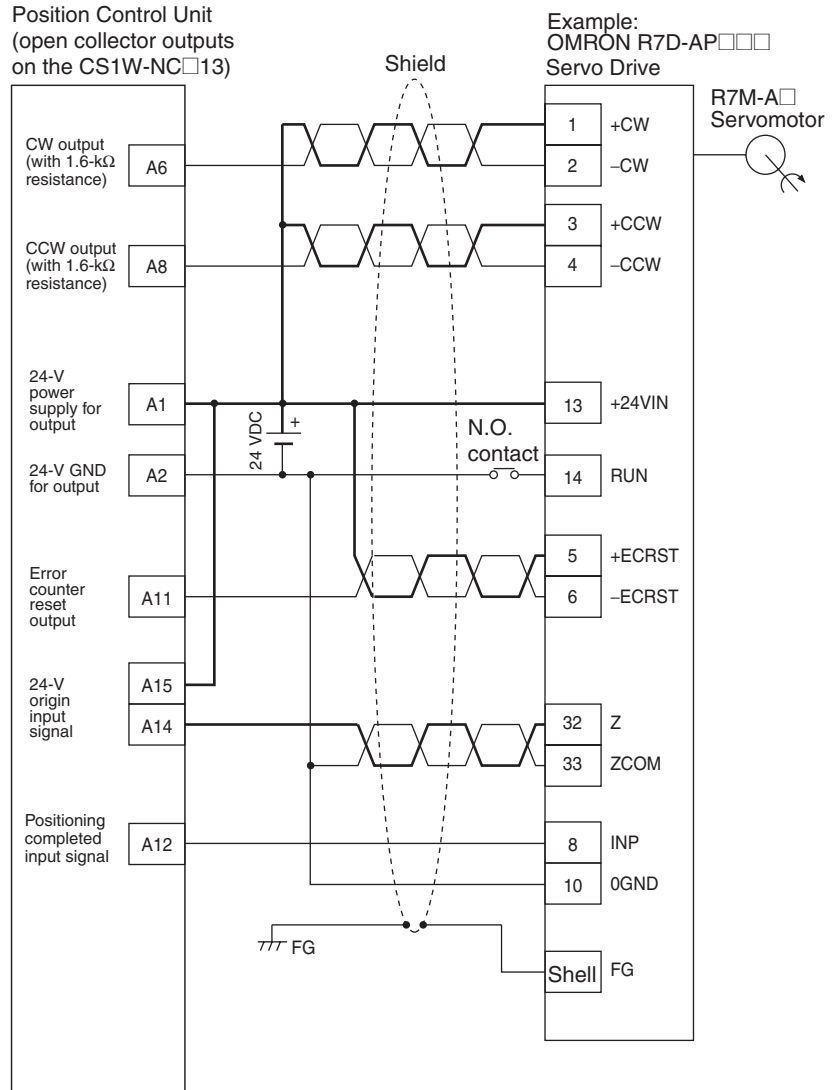 Position Control Unit
(open collector outputs
on the CS1W-NC□13)
Example:
OMRON R7D-AP□□□
Servo Drive
Shield
R7M-A□
Servomotor
CW output
(with 1.6-kΩ
resistance)
A6
1
+CW
2
−CW
CCW output
(with 1.6-kΩ
resistance)
A8
3
+CCW
4
−CCW
24-V
power
supply for
output
A1
24 VDC
+
13
+24VIN
N.O.
contact
24-V GND
for output
A2
14
RUN
Error
counter
reset
output
A11
5
+ECRST
6
−ECRST
24-V
origin
input
signal
A15
A14
32
Z
33
ZCOM
Positioning
completed
input signal
A12
8
INP
10
0GND
FG
Shell
FG